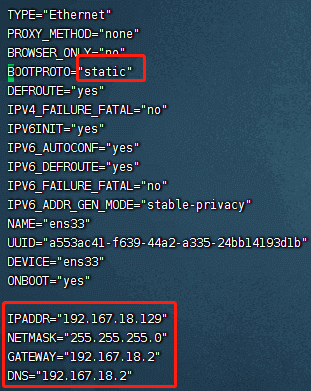 TYPE="Ethernet"
PROXY_METHOD="none"
BROWSER_ONLY="no"
BOOTPROTO="static"
DEFROUTE="yes"
IPV4_FAILURE_FATAL="no"
IPV6INIT="yes"
IPV6_AUTOCONF="yes"
IPV6_DEFROUTE="yes"
IPV6_FAILURE_FATAL="no"
IPV6_ADDR_GEN_MODE="stable-privacy"
NAME="ens33"
UUID="a553ac41-f639-44a2-a335-24bb14193d1b"
DEVICE="ens33"
ONBOOT="yes"
IPADDR="192.167.18.129"
NETMASK="255.255.255.0"
GATEWAY="192.167.18.2"
DNS="192.167.18.2"